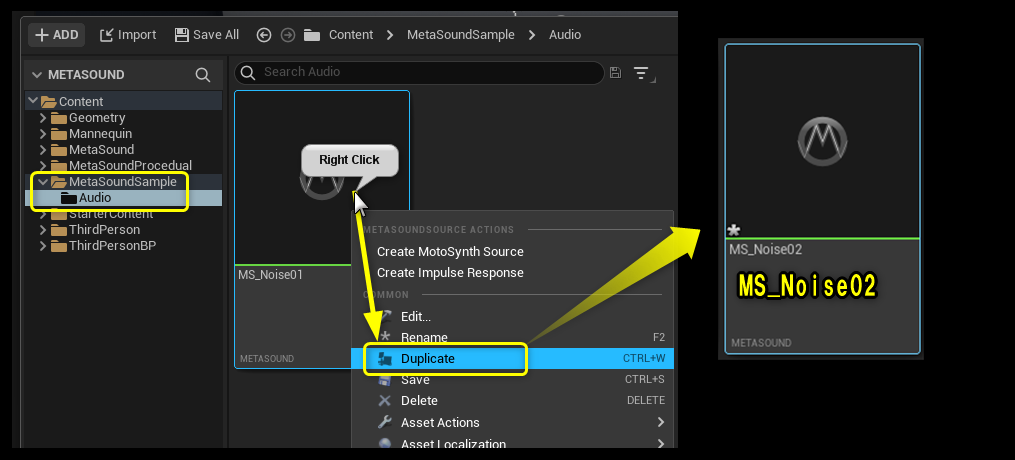 ADD Import Save All Content MetaSoundSample Audio
METASOUND
Search Audio
Content
Geometry
Mannequin
MetaSound
MetaSoundProcedual
MetaSoundSample
Audio
StarterContent
ThirdPerson
ThirdPersonBP
Right Click
MS_Noise01
METASOUND
METASOUNDSOURCE ACTIONS
Create MotoSynth Source
Create Impulse Response
COMMON
Edit...
Rename F2
Duplicate CTRL+W
Save CTRL+S
Delete DELETE
Asset Actions
Asset Localization
MS_Noise02
MS_Noise02
METASOUND